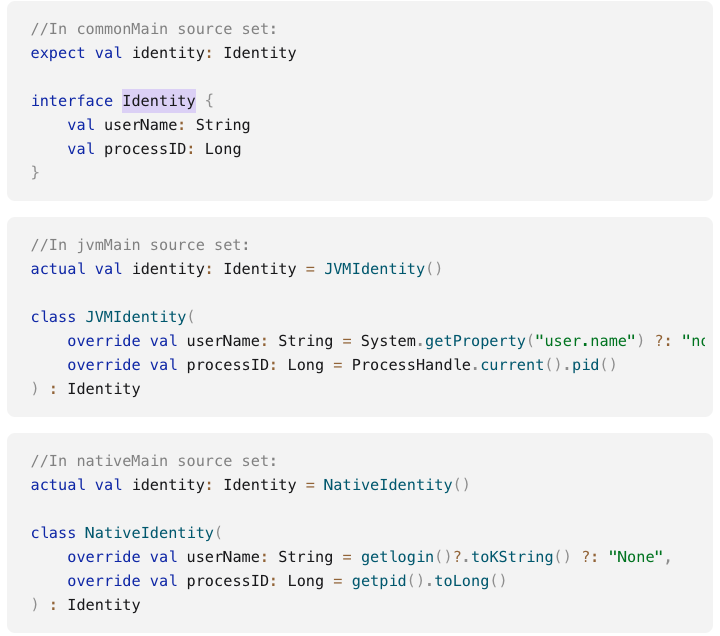 //In commonMain source set:
expect val identity: Identity

interface Identity {
    val userName: String
    val processID: Long
}

//In jvmMain source set:
actual val identity: Identity = JVMIdentity()

class JVMIdentity(
    override val userName: String = System.getProperty("user.name") ?: "no
    override val processID: Long = ProcessHandle.current().pid()
) : Identity

//In nativeMain source set:
actual val identity: Identity = NativeIdentity()

class NativeIdentity(
    override val userName: String = getlogin()?.toKString() ?: "None",
    override val processID: Long = getpid().toLong()
) : Identity